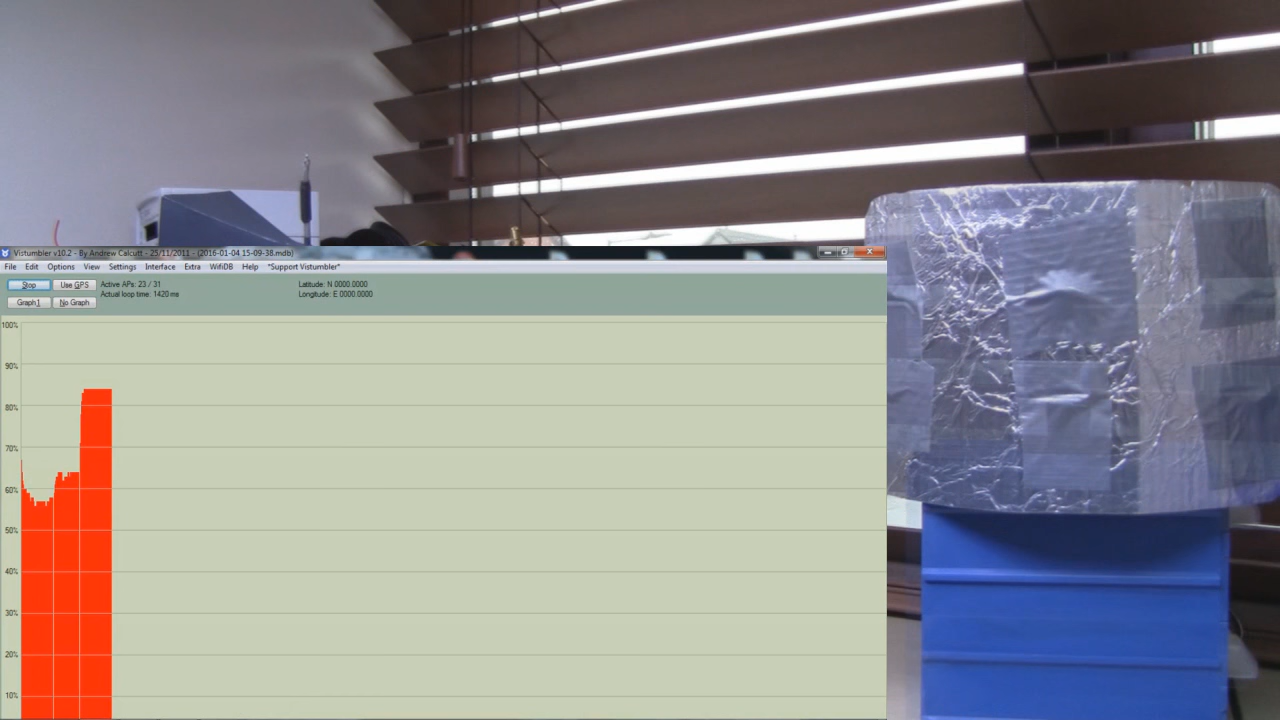 Vistumbler v10.2 - By Andrew Calcutt - 25/11/2011 - (2016-01-04 15-09-38.mdb)
File Edit Options View Settings Interface Extra WifiDB Help *Support Vistumbler*
Stop Use GPS Active APs: 23 / 31 Latitude: N 0000.0000
Actual loop time: 1420 ms Longitude: E 0000.0000
Graph1 No Graph
100%
90%
80%
70%
60%
50%
40%
30%
20%
10%